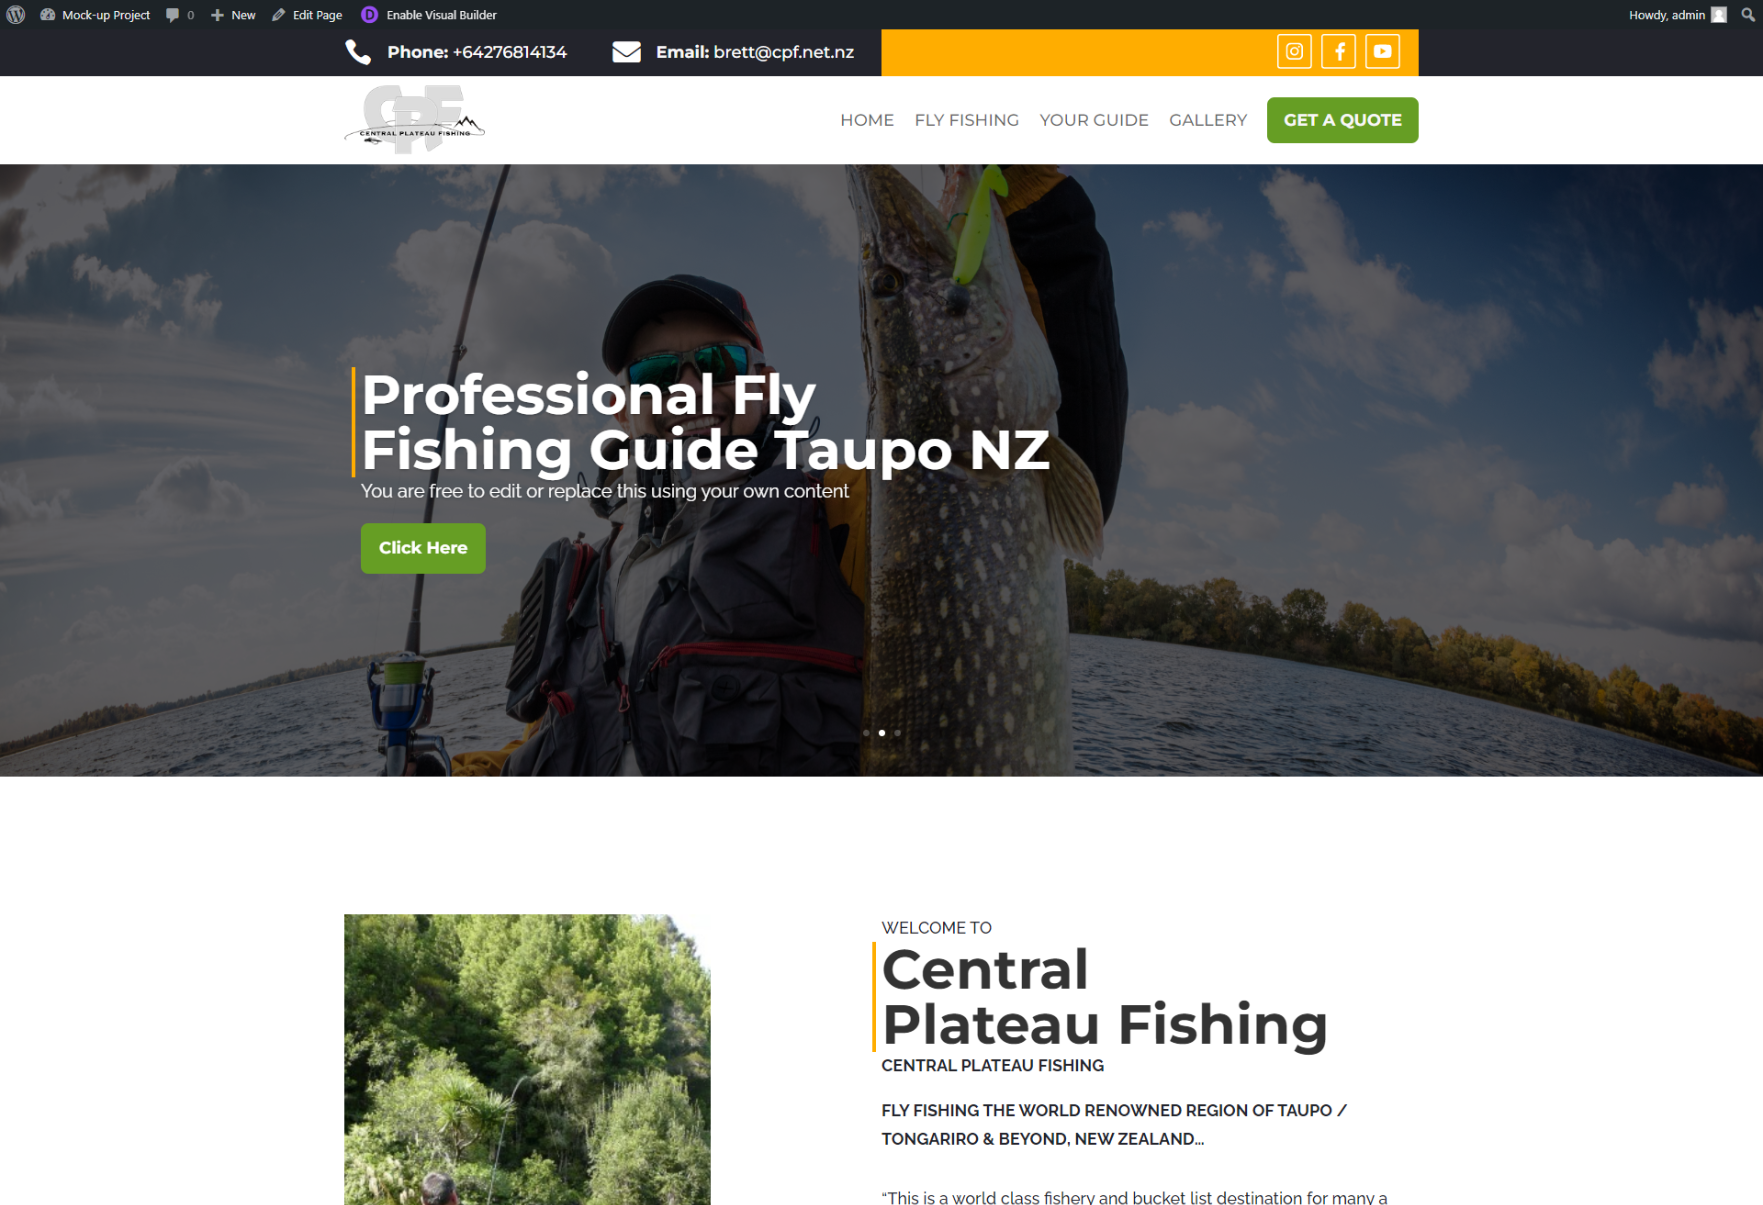 Mock-up Project 0 New Edit Page D Enable Visual Builder Howdy, admin
Phone: +64276814134 Email: brett@cpf.net.nz
CPF
CENTRAL PLATEAU FISHING
HOME FLY FISHING YOUR GUIDE GALLERY GET A QUOTE
Professional Fly
Fishing Guide Taupo NZ
You are free to edit or replace this using your own content
Click Here
WELCOME TO
Central
Plateau Fishing
CENTRAL PLATEAU FISHING
FLY FISHING THE WORLD RENOWNED REGION OF TAUPO /
TONGARIRO & BEYOND, NEW ZEALAND...
“This is a world class fishery and bucket list destination for many a